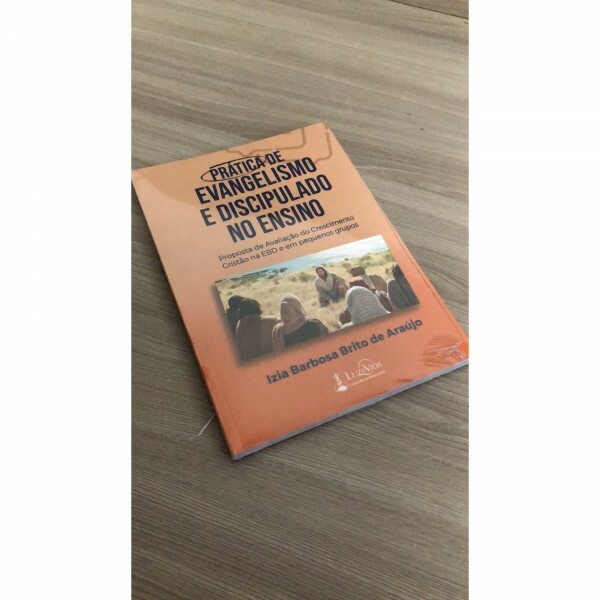 PRÁTICA DE
EVANGELISMO
E DISCIPULADO
NO ENSINO
Proposta de Avaliação do Crescimento
Cristão na EBD e em pequenos grupos
Izia Barbosa Brito de Araújo
LUZ & VIDA